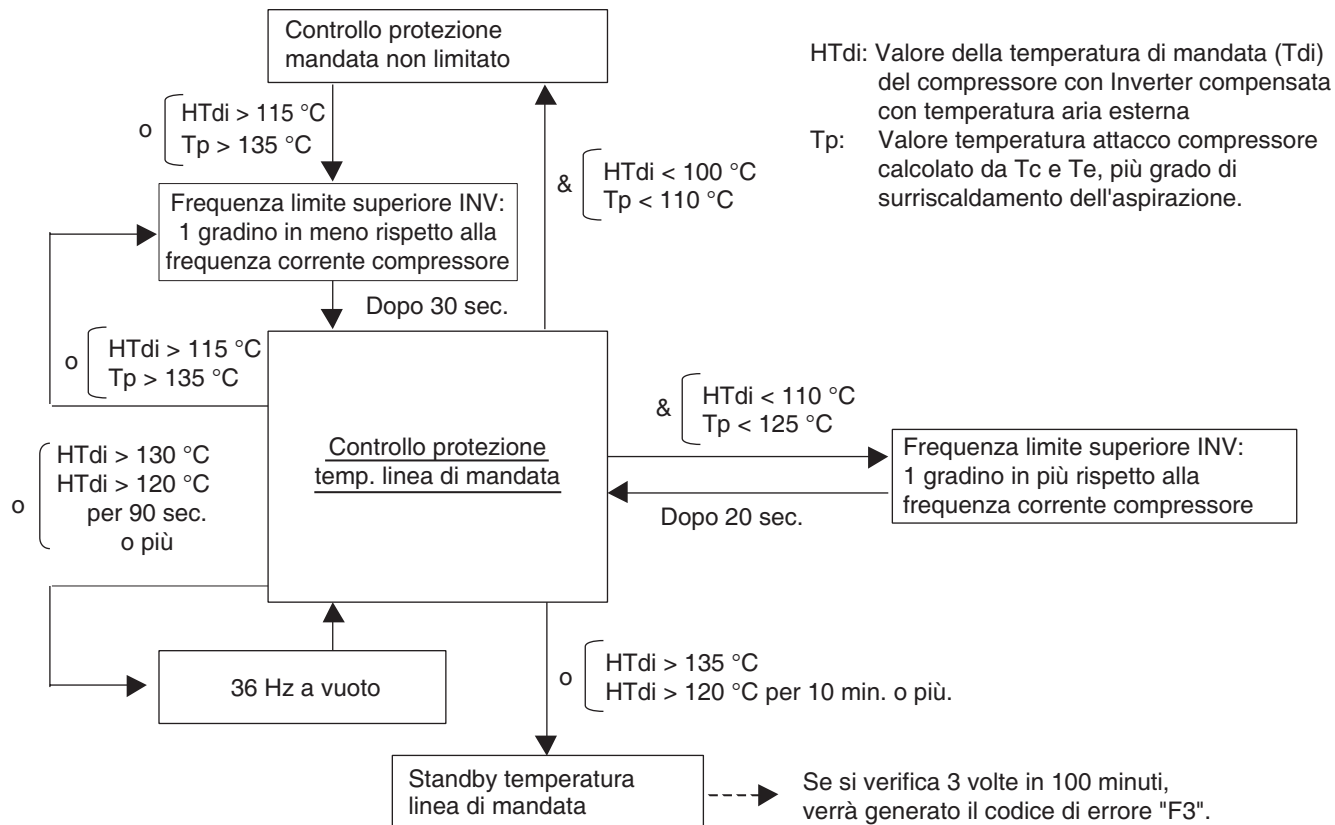 Controllo protezione
mandata non limitato
HTdi: Valore della temperatura di mandata (Tdi)
del compressore con Inverter compensata
con temperatura aria esterna
Tp: Valore temperatura attacco compressore
calcolato da Tc e Te, più grado di
surriscaldamento dell'aspirazione.
o
HTdi > 115 °C
Tp > 135 °C
&
HTdi < 100 °C
Tp < 110 °C
Frequenza limite superiore INV:
1 gradino in meno rispetto alla
frequenza corrente compressore
Dopo 30 sec.
o
HTdi > 115 °C
Tp > 135 °C
&
HTdi < 110 °C
Tp < 125 °C
Controllo protezione
temp. linea di mandata
Frequenza limite superiore INV:
1 gradino in più rispetto alla
frequenza corrente compressore
Dopo 20 sec.
o
HTdi > 130 °C
HTdi > 120 °C
per 90 sec.
o più
36 Hz a vuoto
o
HTdi > 135 °C
HTdi > 120 °C per 10 min. o più.
Standby temperatura
linea di mandata
Se si verifica 3 volte in 100 minuti,
verrà generato il codice di errore "F3".